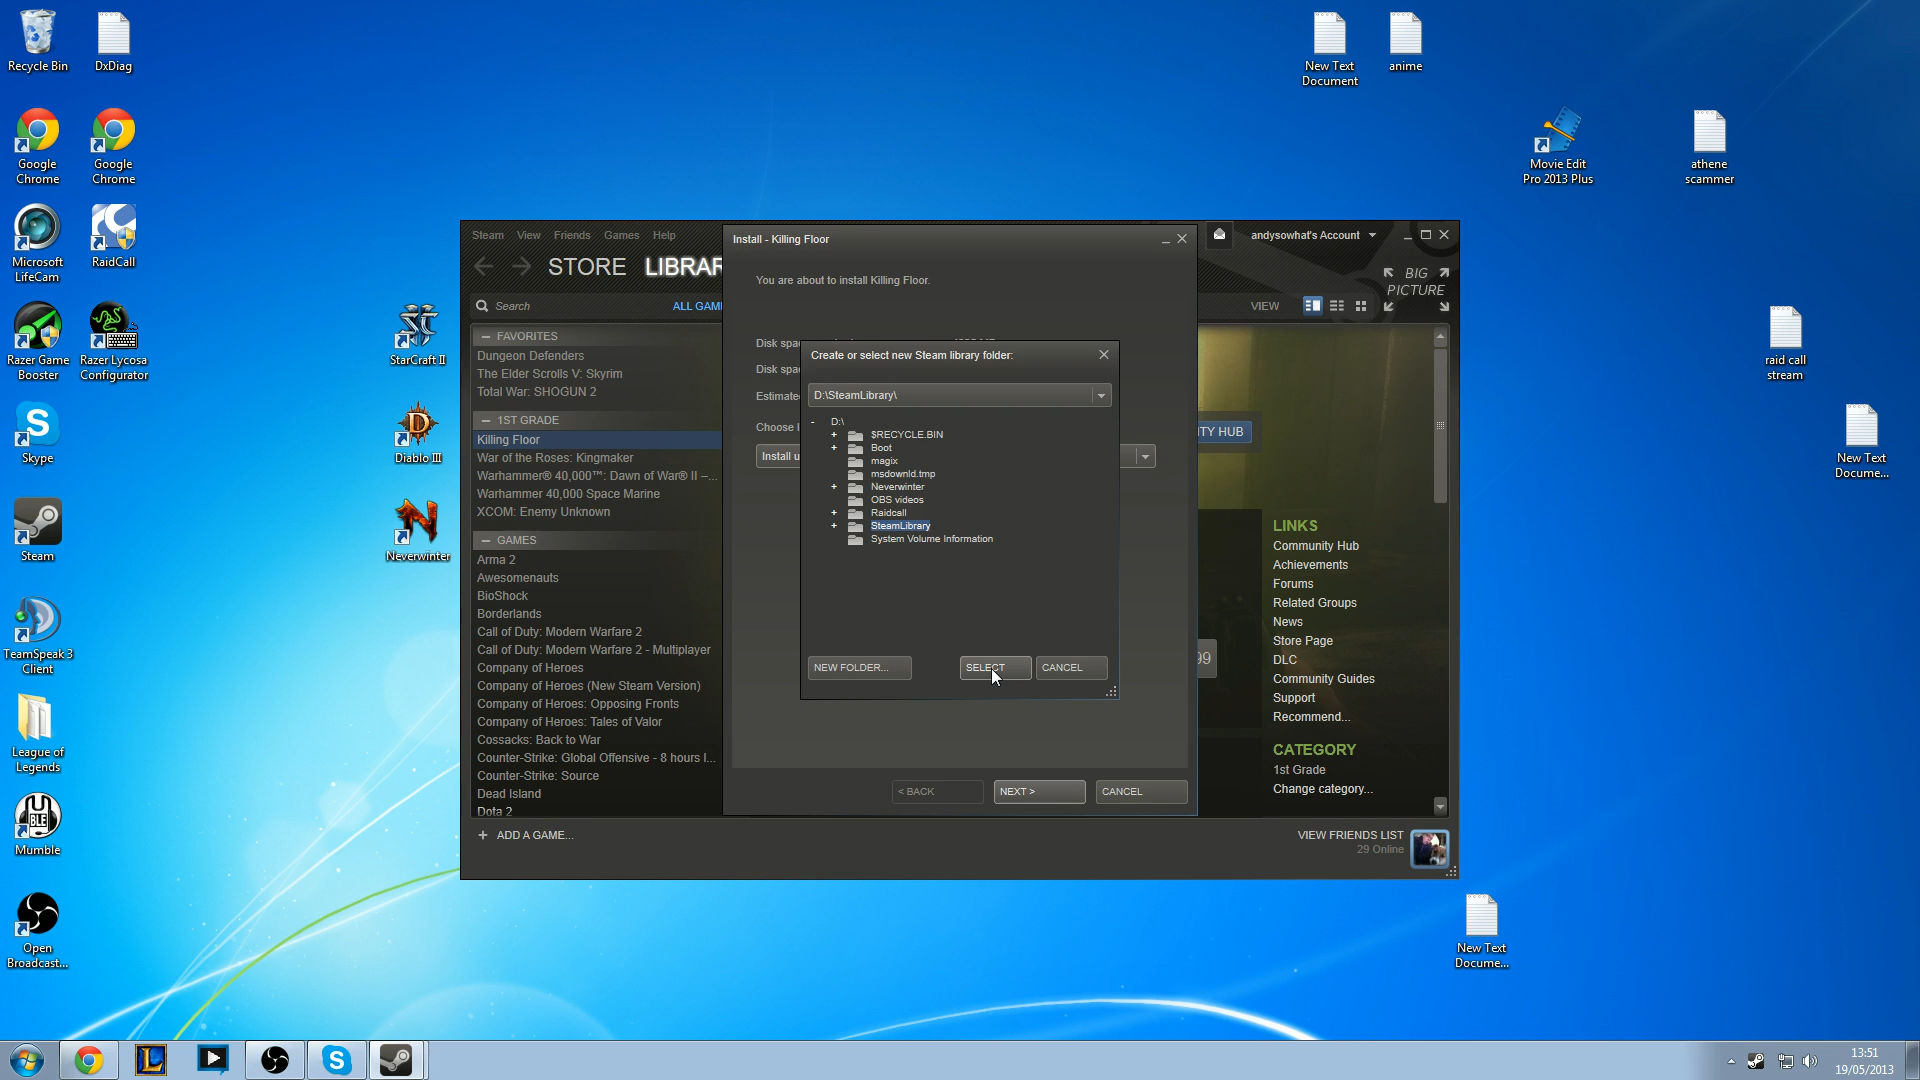 Recycle Bin
DxDiag
Google
Chrome
Google
Chrome
Microsoft
LifeCam
RaidCall
Razer Game
Booster
Razer Lycosa
Configurator
Skype
Steam
TeamSpeak 3
Client
League of
Legends
Mumble
Open
Broadcast...
StarCraft II
Diablo III
Neverwinter
New Text
Document
anime
Movie Edit
Pro 2013 Plus
athene
scammer
raid call
stream
New Text
Docume...
New Text
Docume...
Steam View Friends Games Help
andysowhat's Account
STORE LIBRAR
BIG
PICTURE
Search
ALL GAM
VIEW
FAVORITES
Dungeon Defenders
The Elder Scrolls V: Skyrim
Total War: SHOGUN 2
1ST GRADE
Killing Floor
War of the Roses: Kingmaker
Warhammer® 40,000™: Dawn of War® II –...
Warhammer 40,000 Space Marine
XCOM: Enemy Unknown
GAMES
Arma 2
Awesomenauts
BioShock
Borderlands
Call of Duty: Modern Warfare 2
Call of Duty: Modern Warfare 2 - Multiplayer
Company of Heroes
Company of Heroes (New Steam Version)
Company of Heroes: Opposing Fronts
Company of Heroes: Tales of Valor
Cossacks: Back to War
Counter-Strike: Global Offensive - 8 hours l...
Counter-Strike: Source
Dead Island
Dota 2
+ ADD A GAME...
Install - Killing Floor
You are about to install Killing Floor.
Disk spa
Disk spa
Estimate
Choose l
Install u
Create or select new Steam library folder:
D:\SteamLibrary\
- D:\
+ $RECYCLE.BIN
+ Boot
magix
msdownld.tmp
+ Neverwinter
OBS videos
+ Raidcall
+ SteamLibrary
System Volume Information
NEW FOLDER...
SELECT
CANCEL
< BACK
NEXT >
CANCEL
ITY HUB
99
LINKS
Community Hub
Achievements
Forums
Related Groups
News
Store Page
DLC
Community Guides
Support
Recommend...
CATEGORY
1st Grade
Change category...
VIEW FRIENDS LIST
29 Online
13:51
19/05/2013